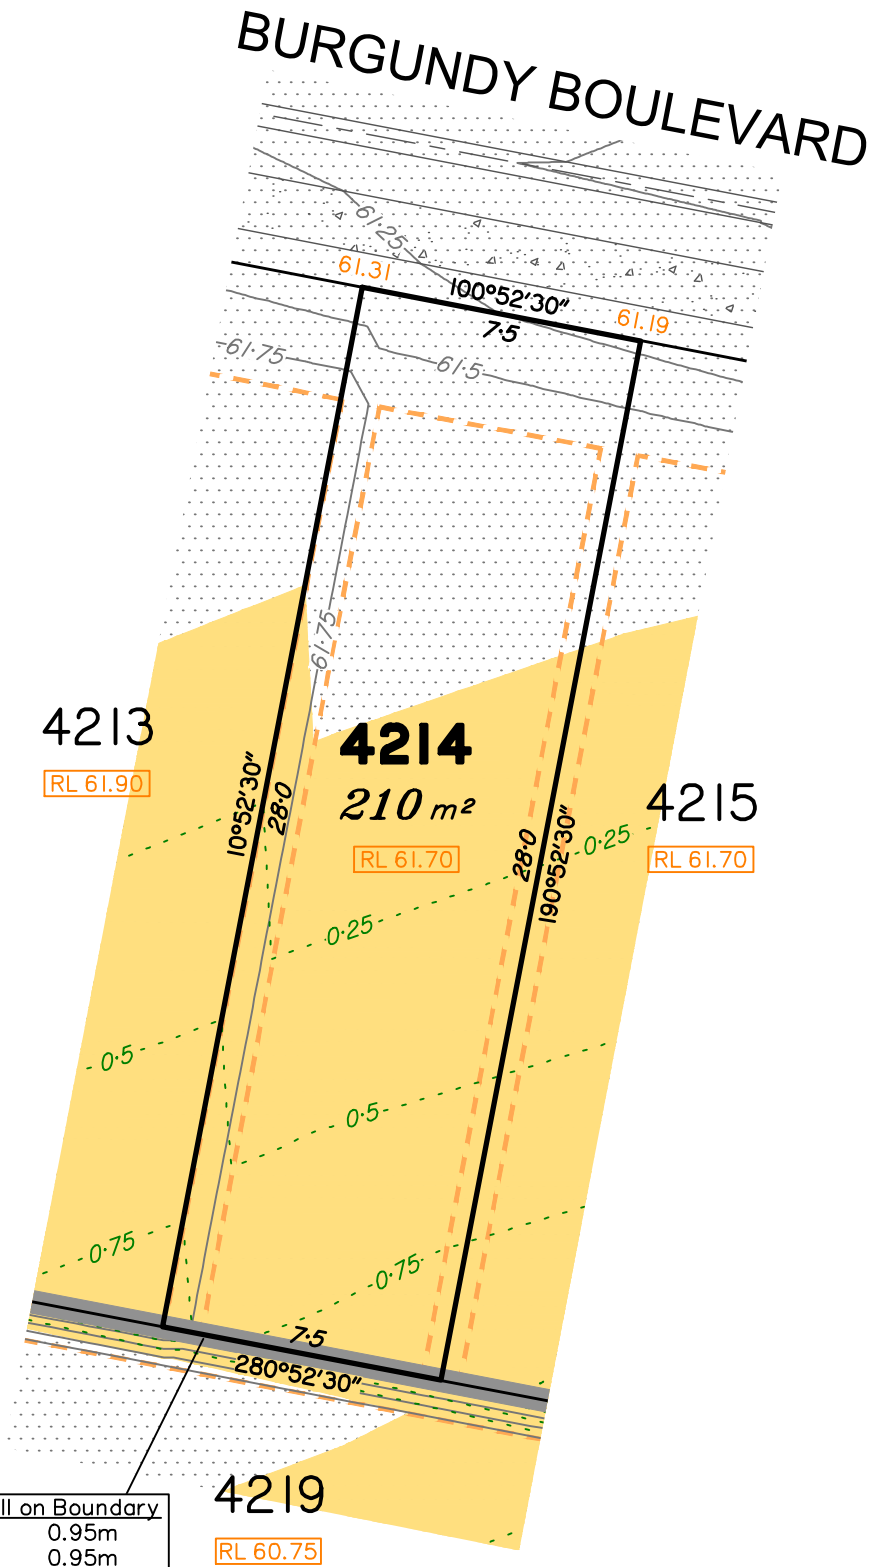 BURGUNDY BOULEVARD
61·25
61.31
100°52'30"
61.19
7·5
61·75
61·5
61·75
4213
RL 61.90
10°52'30"
28·0
4214
210 m²
RL 61.70
28·0
190°52'30"
4215
RL 61.70
0·25
0·25
0·5
0·5
0·75
0·75
7·5
280°52'30"
4219
RL 60.75
ll on Boundary
0.95m
0.95m